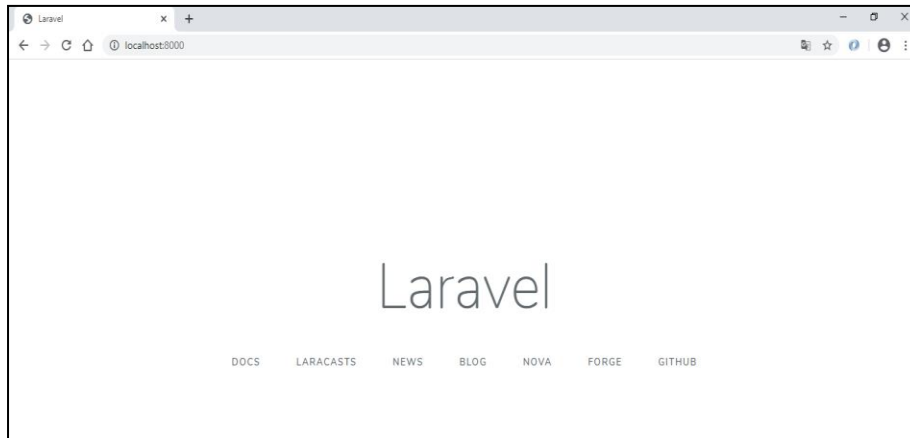 Laravel
localhost:8000
Laravel
DOCS LARACASTS NEWS BLOG NOVA FORGE GITHUB